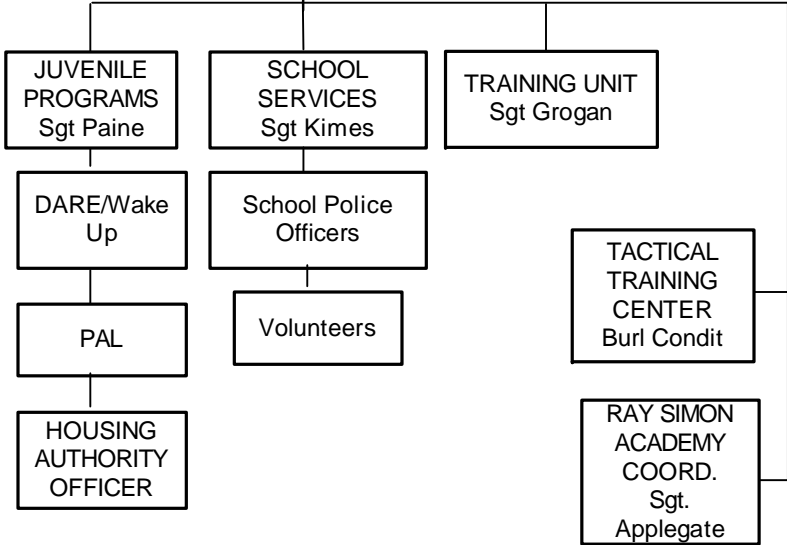 JUVENILE
PROGRAMS
Sgt Paine
SCHOOL
SERVICES
Sgt Kimes
TRAINING UNIT
Sgt Grogan
DARE/Wake
Up
School Police
Officers
TACTICAL
TRAINING
CENTER
Burl Condit
PAL
Volunteers
HOUSING
AUTHORITY
OFFICER
RAY SIMON
ACADEMY
COORD.
Sgt.
Applegate